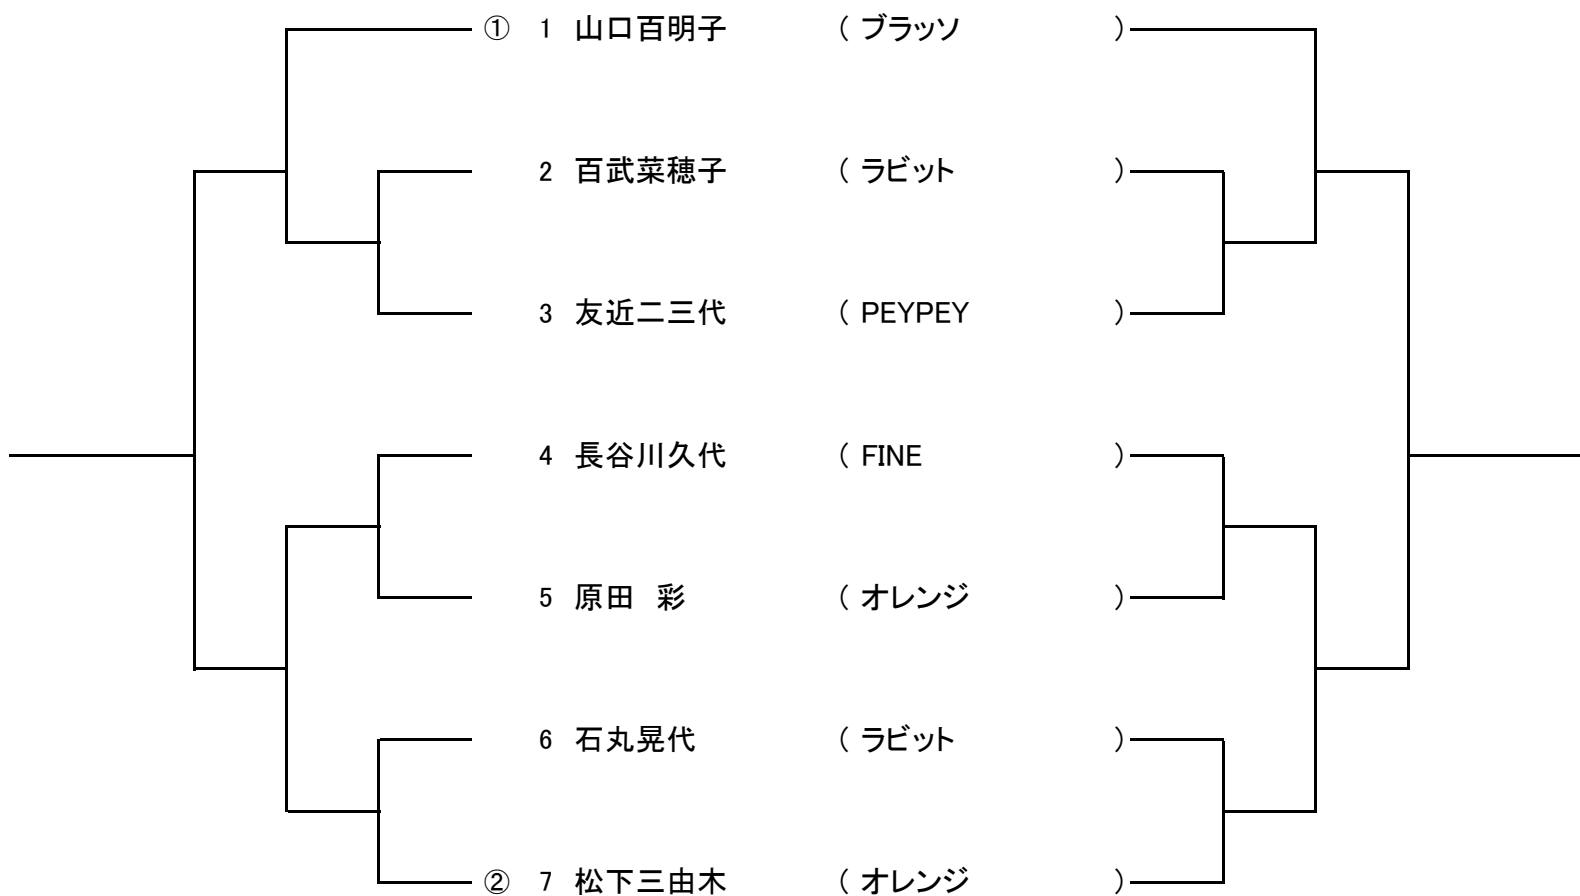 ① 1 山口百明子 ( ブラッソ )
2 百武菜穂子 ( ラビット )
3 友近二三代 ( PEYPEY )
4 長谷川久代 ( FINE )
5 原田　彩 ( オレンジ )
6 石丸晃代 ( ラビット )
② 7 松下三由木 ( オレンジ )